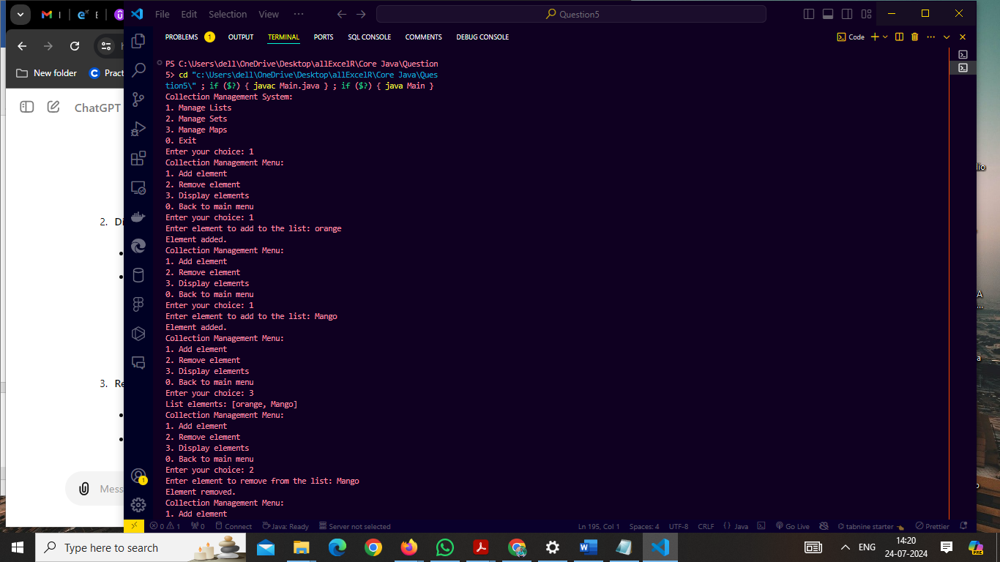 File Edit Selection View ··· Question5
PROBLEMS 1 OUTPUT TERMINAL PORTS SQL CONSOLE COMMENTS DEBUG CONSOLE Code
New folder Pract
ChatGPT
PS C:\Users\dell\OneDrive\Desktop\allExcelR\Core Java\Question
5> cd "c:\Users\dell\OneDrive\Desktop\allExcelR\Core Java\Ques
tion5\" ; if ($?) { javac Main.java } ; if ($?) { java Main }
Collection Management System:
1. Manage Lists
2. Manage Sets
3. Manage Maps
0. Exit
Enter your choice: 1
Collection Management Menu:
1. Add element
2. Remove element
3. Display elements
0. Back to main menu
Enter your choice: 1
Enter element to add to the list: orange
Element added.
Collection Management Menu:
1. Add element
2. Remove element
3. Display elements
0. Back to main menu
Enter your choice: 1
Enter element to add to the list: Mango
Element added.
Collection Management Menu:
1. Add element
2. Remove element
3. Display elements
0. Back to main menu
Enter your choice: 3
List elements: [orange, Mango]
Collection Management Menu:
1. Add element
2. Remove element
3. Display elements
0. Back to main menu
Enter your choice: 2
Enter element to remove from the list: Mango
Element removed.
Collection Management Menu:
1. Add element
2. Di
3. Re
Mess
1
0 1 0 Connect Java: Ready Server not selected Ln 195, Col 1 Spaces: 4 UTF-8 CRLF {} Java Go Live tabnine starter Prettier
Type here to search
ENG
14:20
24-07-2024
PRE